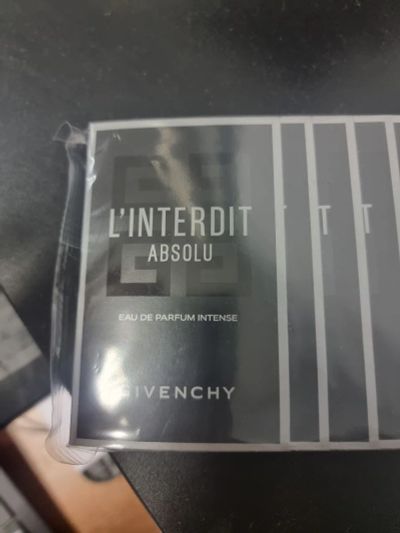 L'INTERDIT
ABSOLU
EAU DE PARFUM INTENSE
GIVENCHY
T
T
T